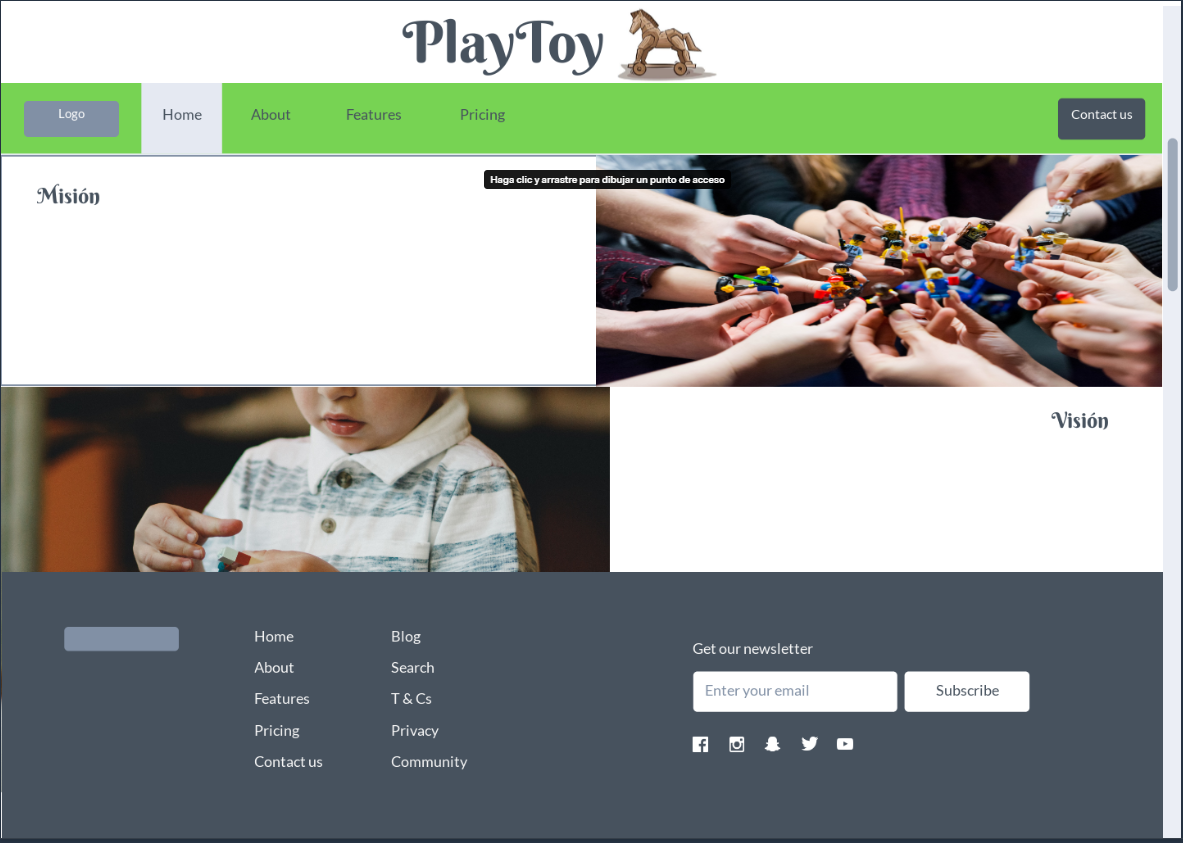 PlayToy
Logo
Home
About
Features
Pricing
Contact us
Haga clic y arrastre para dibujar un punto de acceso
Misión
Visión
Home
About
Features
Pricing
Contact us
Blog
Search
T & Cs
Privacy
Community
Get our newsletter
Enter your email
Subscribe